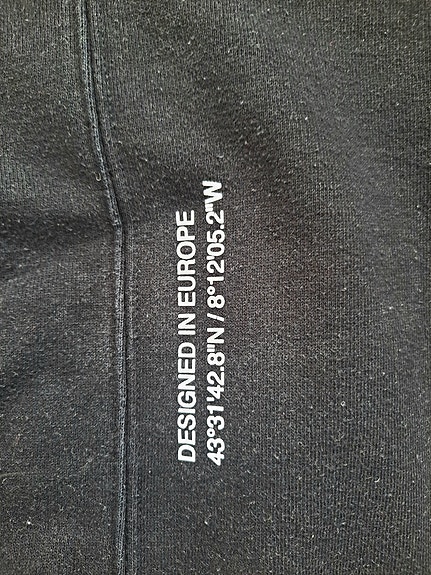 DESIGNED IN EUROPE
43°31'42.8"N / 8°12'05.2"W